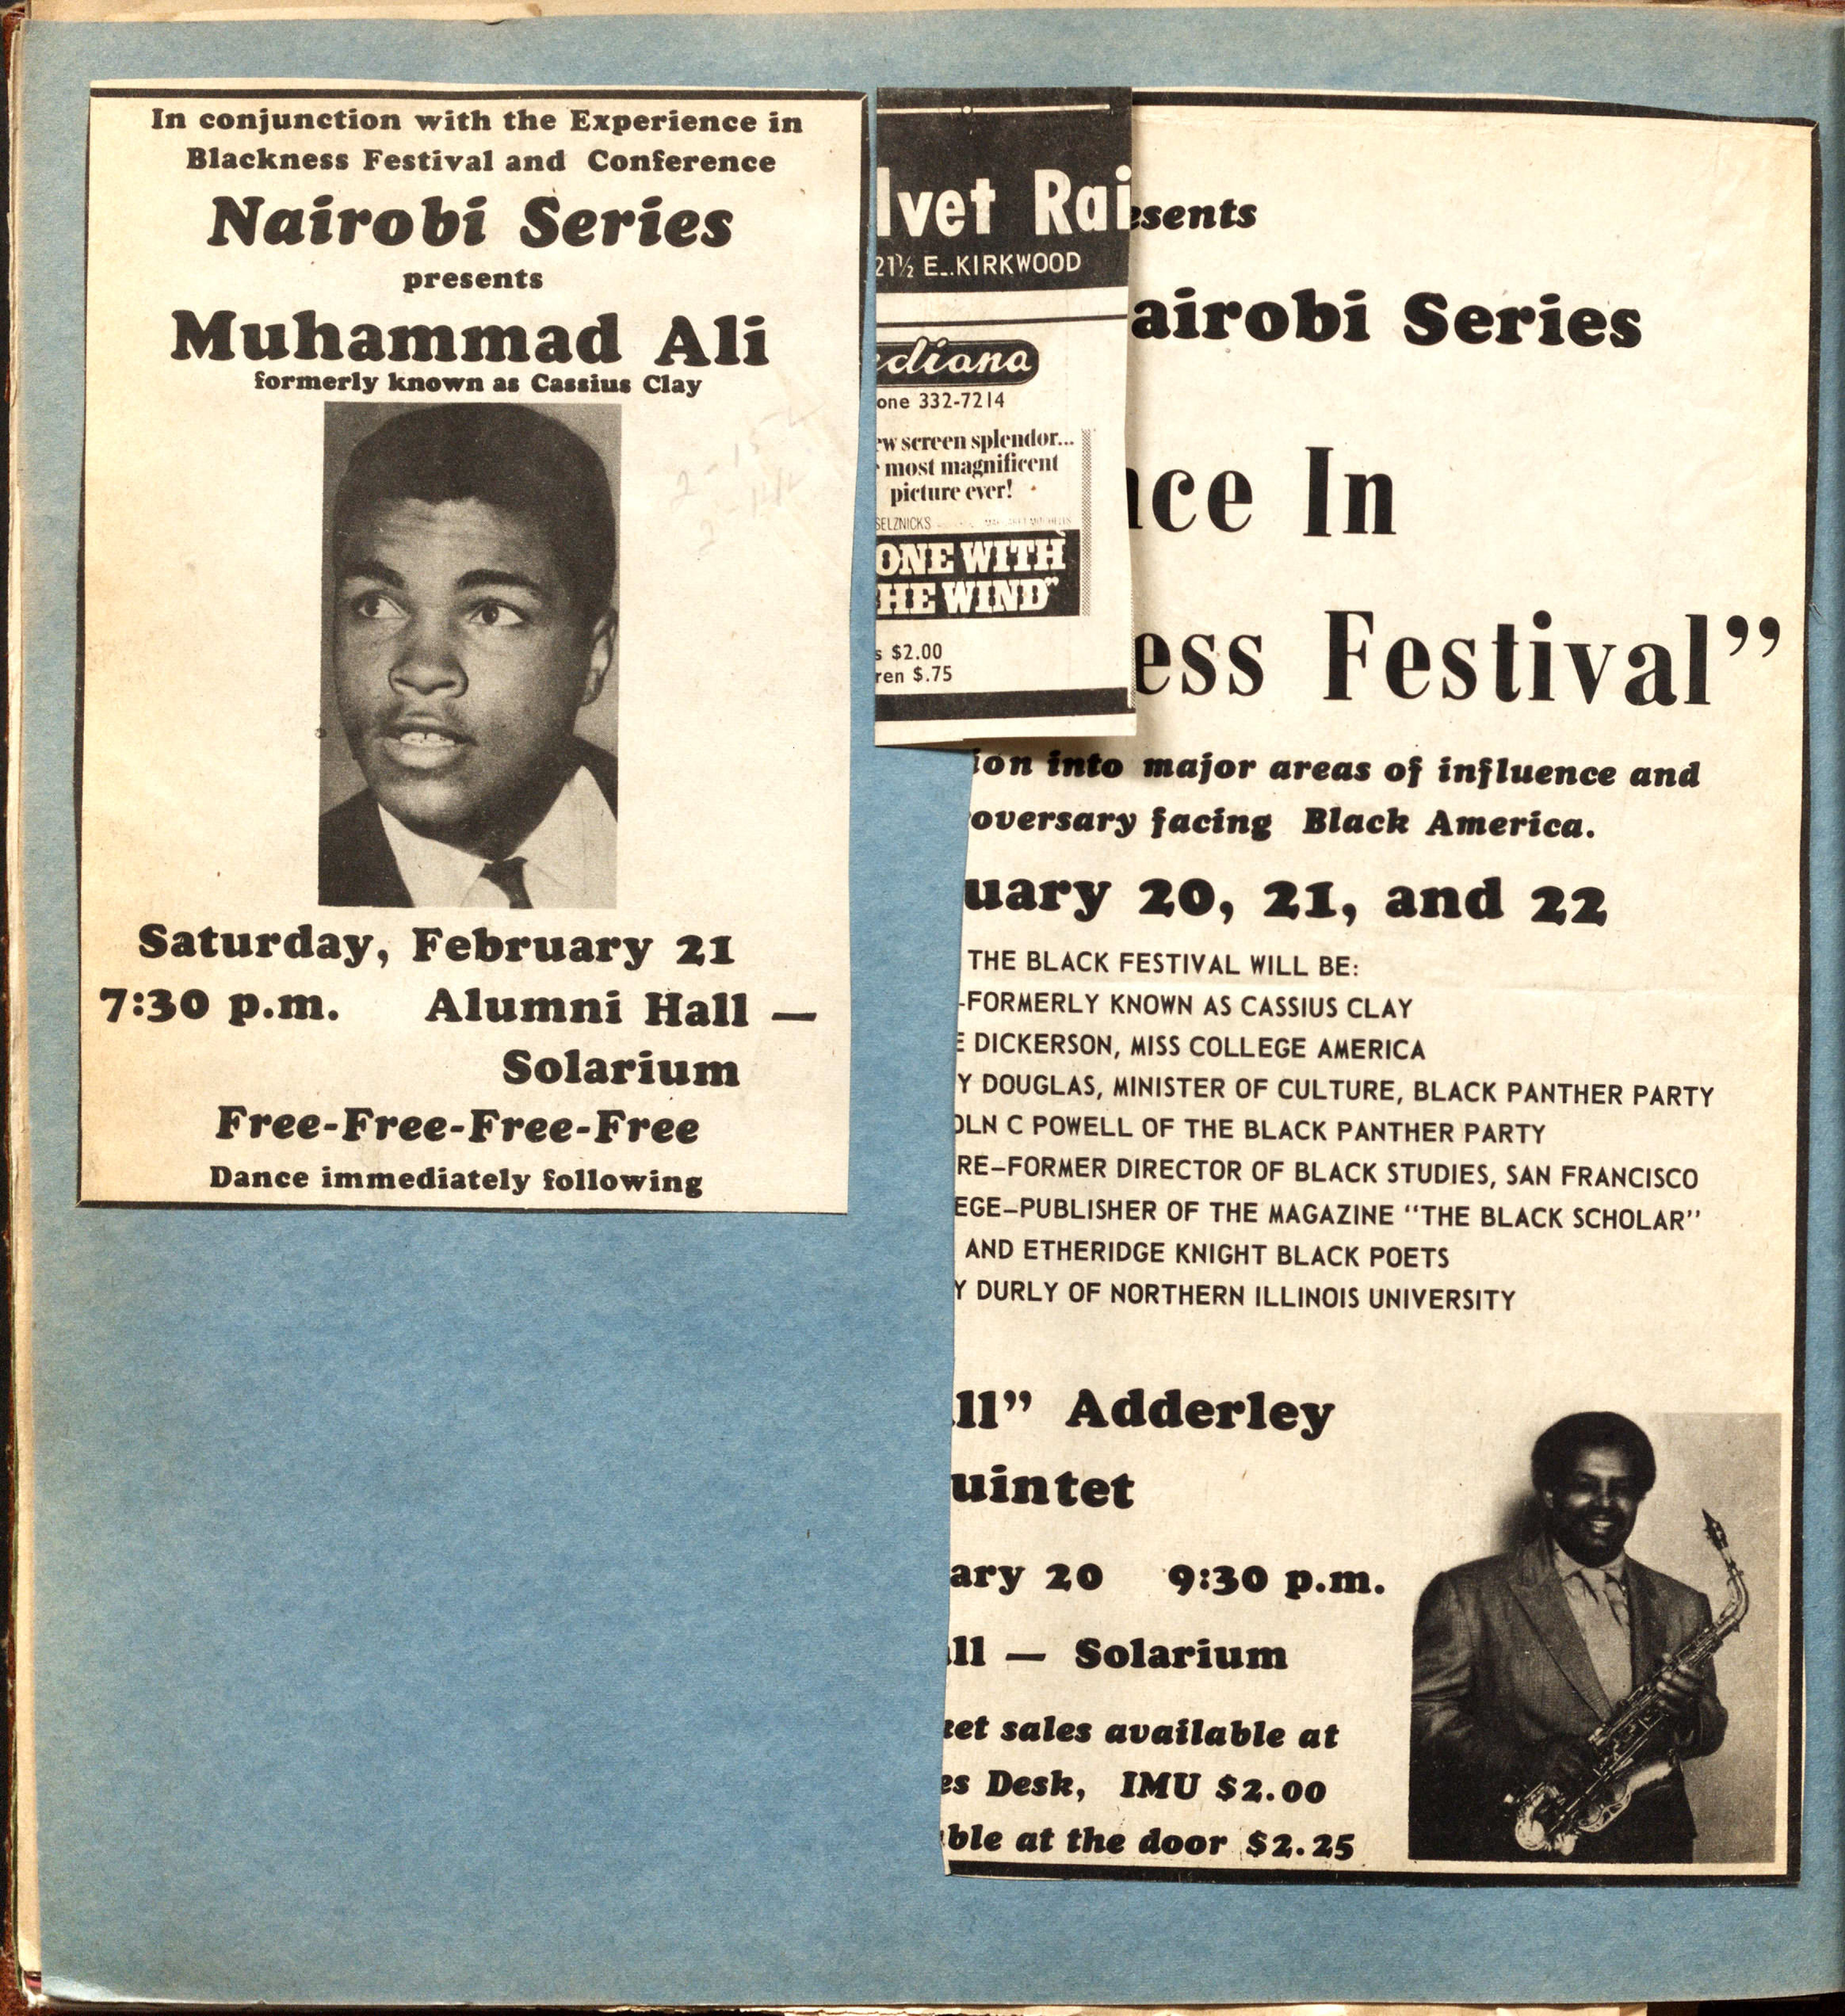 In conjunction with the Experience in
Blackness Festival and Conference
Nairobi Series
presents
Muhammad Ali
formerly known as Cassius Clay
Saturday, February 21
7:30 p.m. Alumni Hall —
Solarium
Free-Free-Free-Free
Dance immediately following
lvet Rai
21½ E. KIRKWOOD
ediana
one 332-7214
ew screen splendor...
most magnificent
picture ever!
SELZNICK'S
ONE WITH
HE WIND"
s $2.00
ren $.75
esents
airobi Series
nce In
ess Festival”
ion into major areas of influence and
oversary facing Black America.
uary 20, 21, and 22
THE BLACK FESTIVAL WILL BE:
-FORMERLY KNOWN AS CASSIUS CLAY
E DICKERSON, MISS COLLEGE AMERICA
Y DOUGLAS, MINISTER OF CULTURE, BLACK PANTHER PARTY
OLN C POWELL OF THE BLACK PANTHER PARTY
RE-FORMER DIRECTOR OF BLACK STUDIES, SAN FRANCISCO
EGE-PUBLISHER OF THE MAGAZINE “THE BLACK SCHOLAR”
AND ETHERIDGE KNIGHT BLACK POETS
Y DURLY OF NORTHERN ILLINOIS UNIVERSITY
ll” Adderley
uintet
ary 20 9:30 p.m.
ll — Solarium
ket sales available at
es Desk, IMU $2.00
ble at the door $2.25